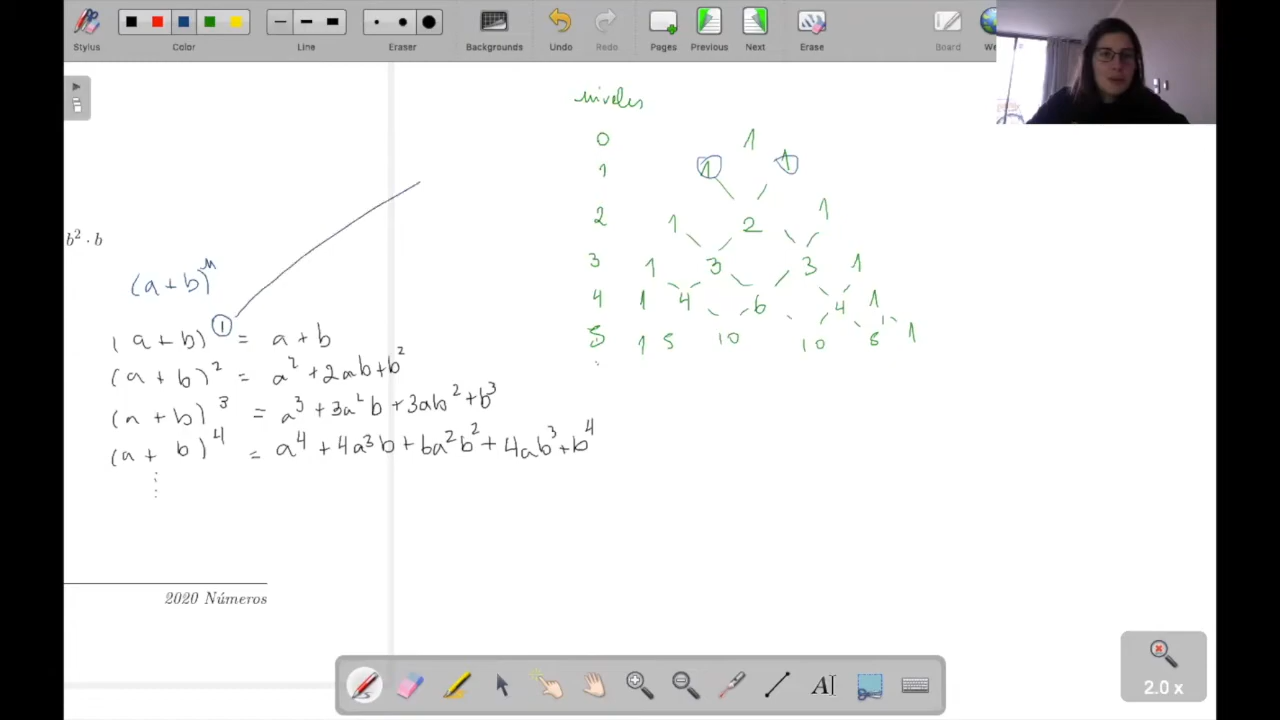 Stylus Color Line Eraser Backgrounds Undo Redo Pages Previous Next Erase Board We
niveles
0 1
1 1 1
2 1 2 1
3 1 3 3 1
4 1 4 6 4 1
5 1 5 10 10 5 1
b² · b
(a+b)ⁿ
(a+b)¹ = a+b
(a+b)² = a²+2ab+b²
(a+b)³ = a³+3a²b+3ab²+b³
(a+b)⁴ = a⁴+4a³b+6a²b²+4ab³+b⁴
2020 Números
2.0 x